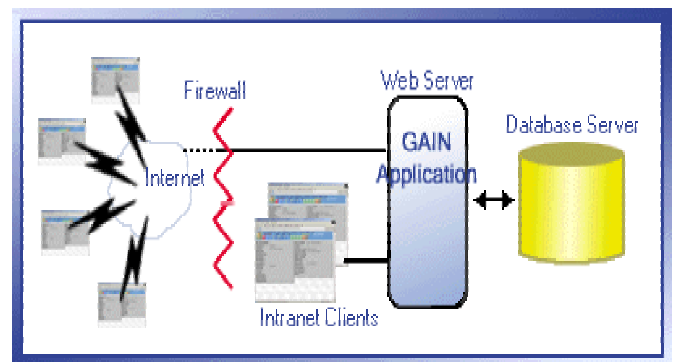 Firewall
Web Server
Database Server
GAIN
Application
Internet
Intranet Clients